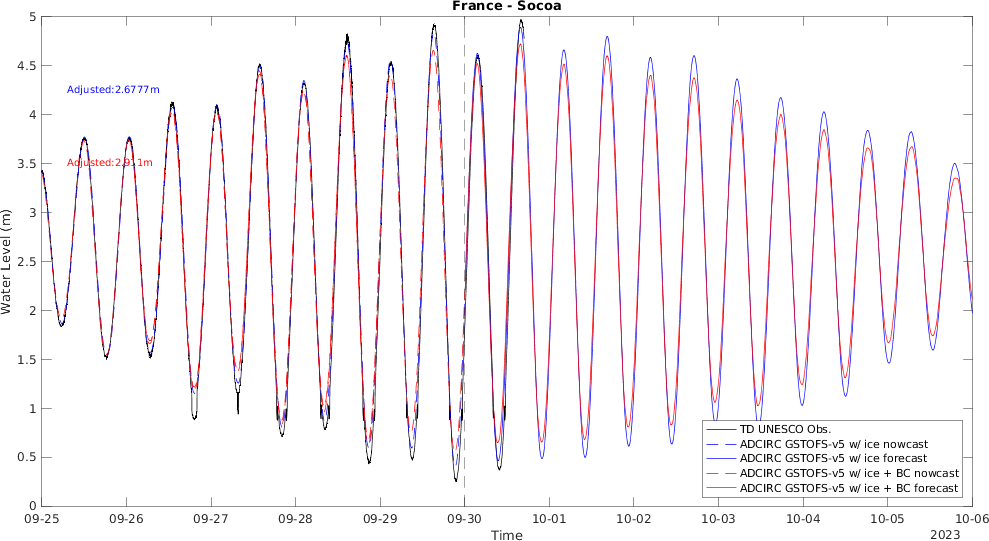 France - Socoa
5
4.5
4
3.5
3
2.5
2
1.5
1
0.5
0
Water Level (m)
Adjusted:2.6777m
Adjusted:2.911m
TD UNESCO Obs.
ADCIRC GSTOFS-v5 w/ ice nowcast
ADCIRC GSTOFS-v5 w/ ice forecast
ADCIRC GSTOFS-v5 w/ ice + BC nowcast
ADCIRC GSTOFS-v5 w/ ice + BC forecast
09-25 09-26 09-27 09-28 09-29 09-30 10-01 10-02 10-03 10-04 10-05 10-06
Time
2023